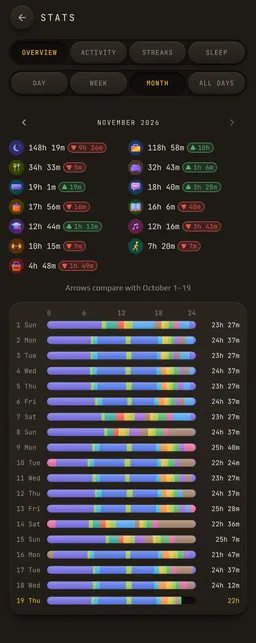 STATS
OVERVIEW ACTIVITY STREAKS SLEEP
DAY WEEK MONTH ALL DAYS
NOVEMBER 2026
148h 19m ▼ 9h 36m 118h 58m ▲ 10h
34h 33m ▼ 5m 32h 43m ▲ 1h 6m
19h 1m ▲ 19m 18h 40m ▲ 3h 28m
17h 56m ▼ 16m 16h 6m ▼ 40m
12h 44m ▲ 1h 13m 12h 16m ▼ 3h 43m
10h 15m ▼ 9m 7h 20m ▼ 7m
4h 48m ▼ 1h 49m
Arrows compare with October 1–19
0 6 12 18 24
1 Sun 23h 27m
2 Mon 24h 37m
3 Tue 23h 27m
4 Wed 24h 37m
5 Thu 23h 27m
6 Fri 24h 37m
7 Sat 23h 27m
8 Sun 24h 37m
9 Mon 25h 40m
10 Tue 22h 24m
11 Wed 23h 27m
12 Thu 24h 37m
13 Fri 25h 28m
14 Sat 22h 36m
15 Sun 25h 7m
16 Mon 21h 47m
17 Tue 24h 37m
18 Wed 24h 12m
19 Thu 22h